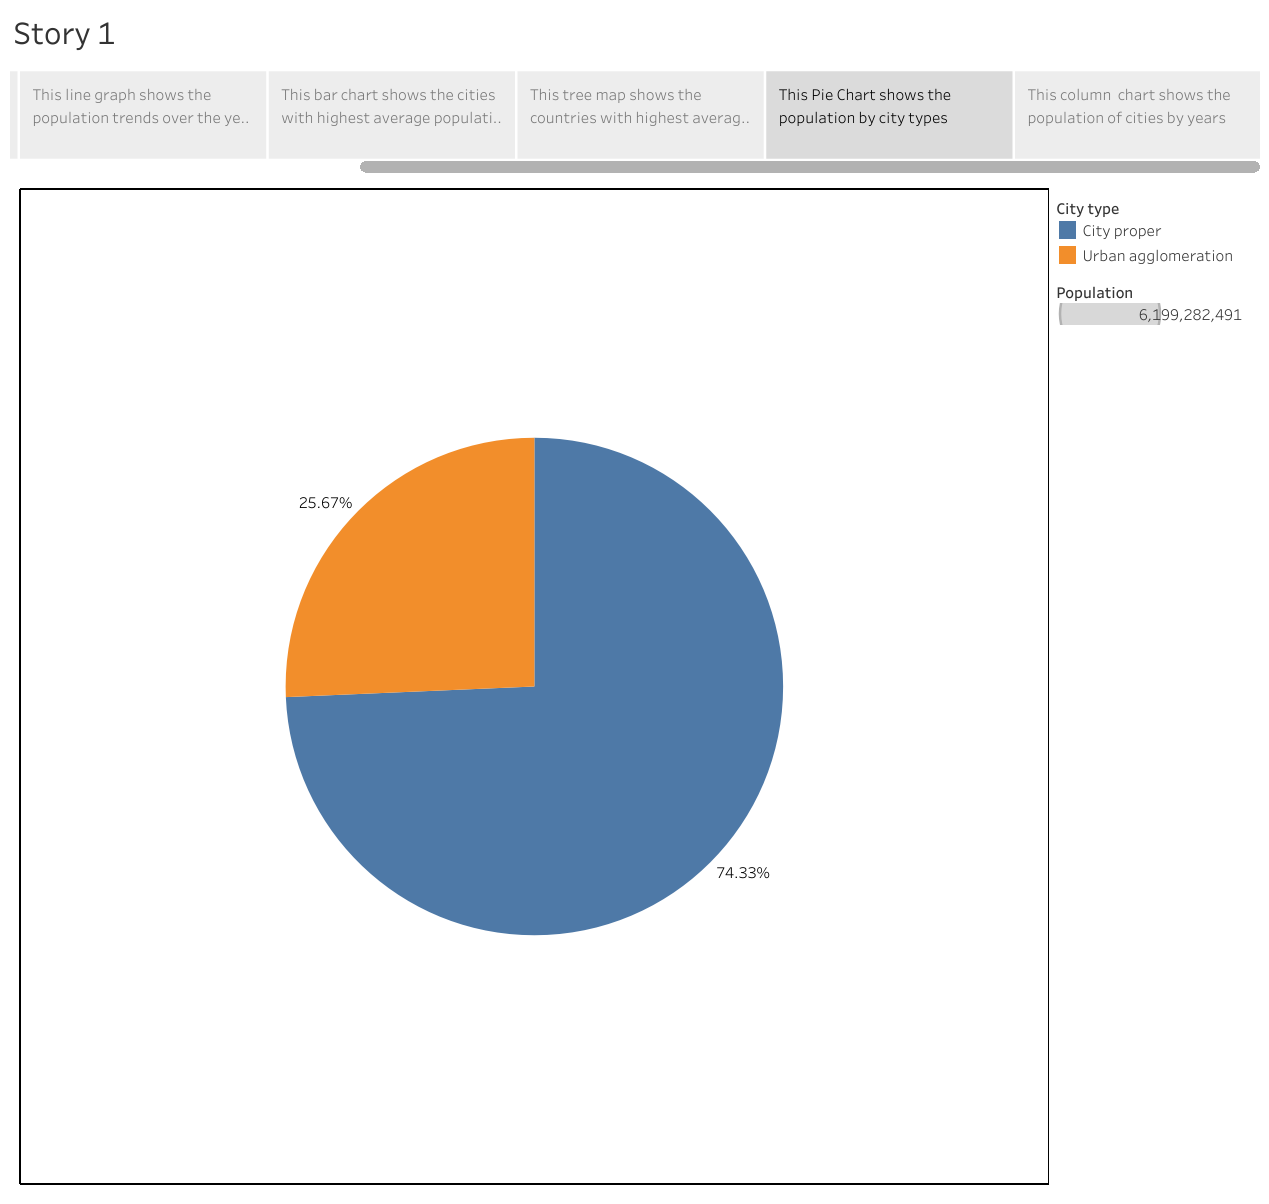 Story 1
This line graph shows the
population trends over the ye..
This bar chart shows the cities
with highest average populati..
This tree map shows the
countries with highest averag..
This Pie Chart shows the
population by city types
This column  chart shows the
population of cities by years
City type
City proper
Urban agglomeration
Population
6,199,282,491
25.67%
74.33%